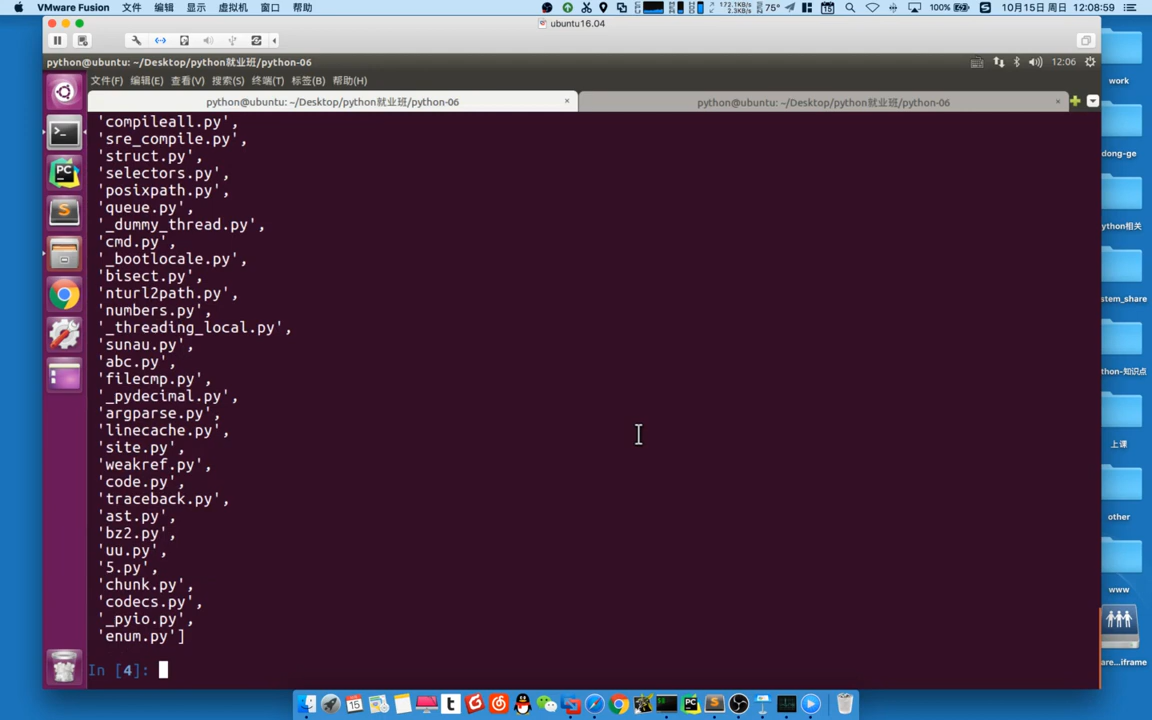 VMware Fusion 文件 编辑 显示 虚拟机 窗口 帮助
172.1KB/s
2.3KB/s
75°
15
100%
10月15日 周日 12:08:59
ubuntu16.04
python@ubuntu: ~/Desktop/python就业班/python-06
12:06
文件(F) 编辑(E) 查看(V) 搜索(S) 终端(T) 标签(B) 帮助(H)
python@ubuntu: ~/Desktop/python就业班/python-06 ×
python@ubuntu: ~/Desktop/python就业班/python-06 ×
'compileall.py',
'sre_compile.py',
'struct.py',
'selectors.py',
'posixpath.py',
'queue.py',
'_dummy_thread.py',
'cmd.py',
'_bootlocale.py',
'bisect.py',
'nturl2path.py',
'numbers.py',
'_threading_local.py',
'sunau.py',
'abc.py',
'filecmp.py',
'_pydecimal.py',
'argparse.py',
'linecache.py',
'site.py',
'weakref.py',
'code.py',
'traceback.py',
'ast.py',
'bz2.py',
'uu.py',
'5.py',
'chunk.py',
'codecs.py',
'_pyio.py',
'enum.py']
In [4]:
work
dong-ge
ython相关
stem_share
thon-知识点
上课
other
www
are...iframe